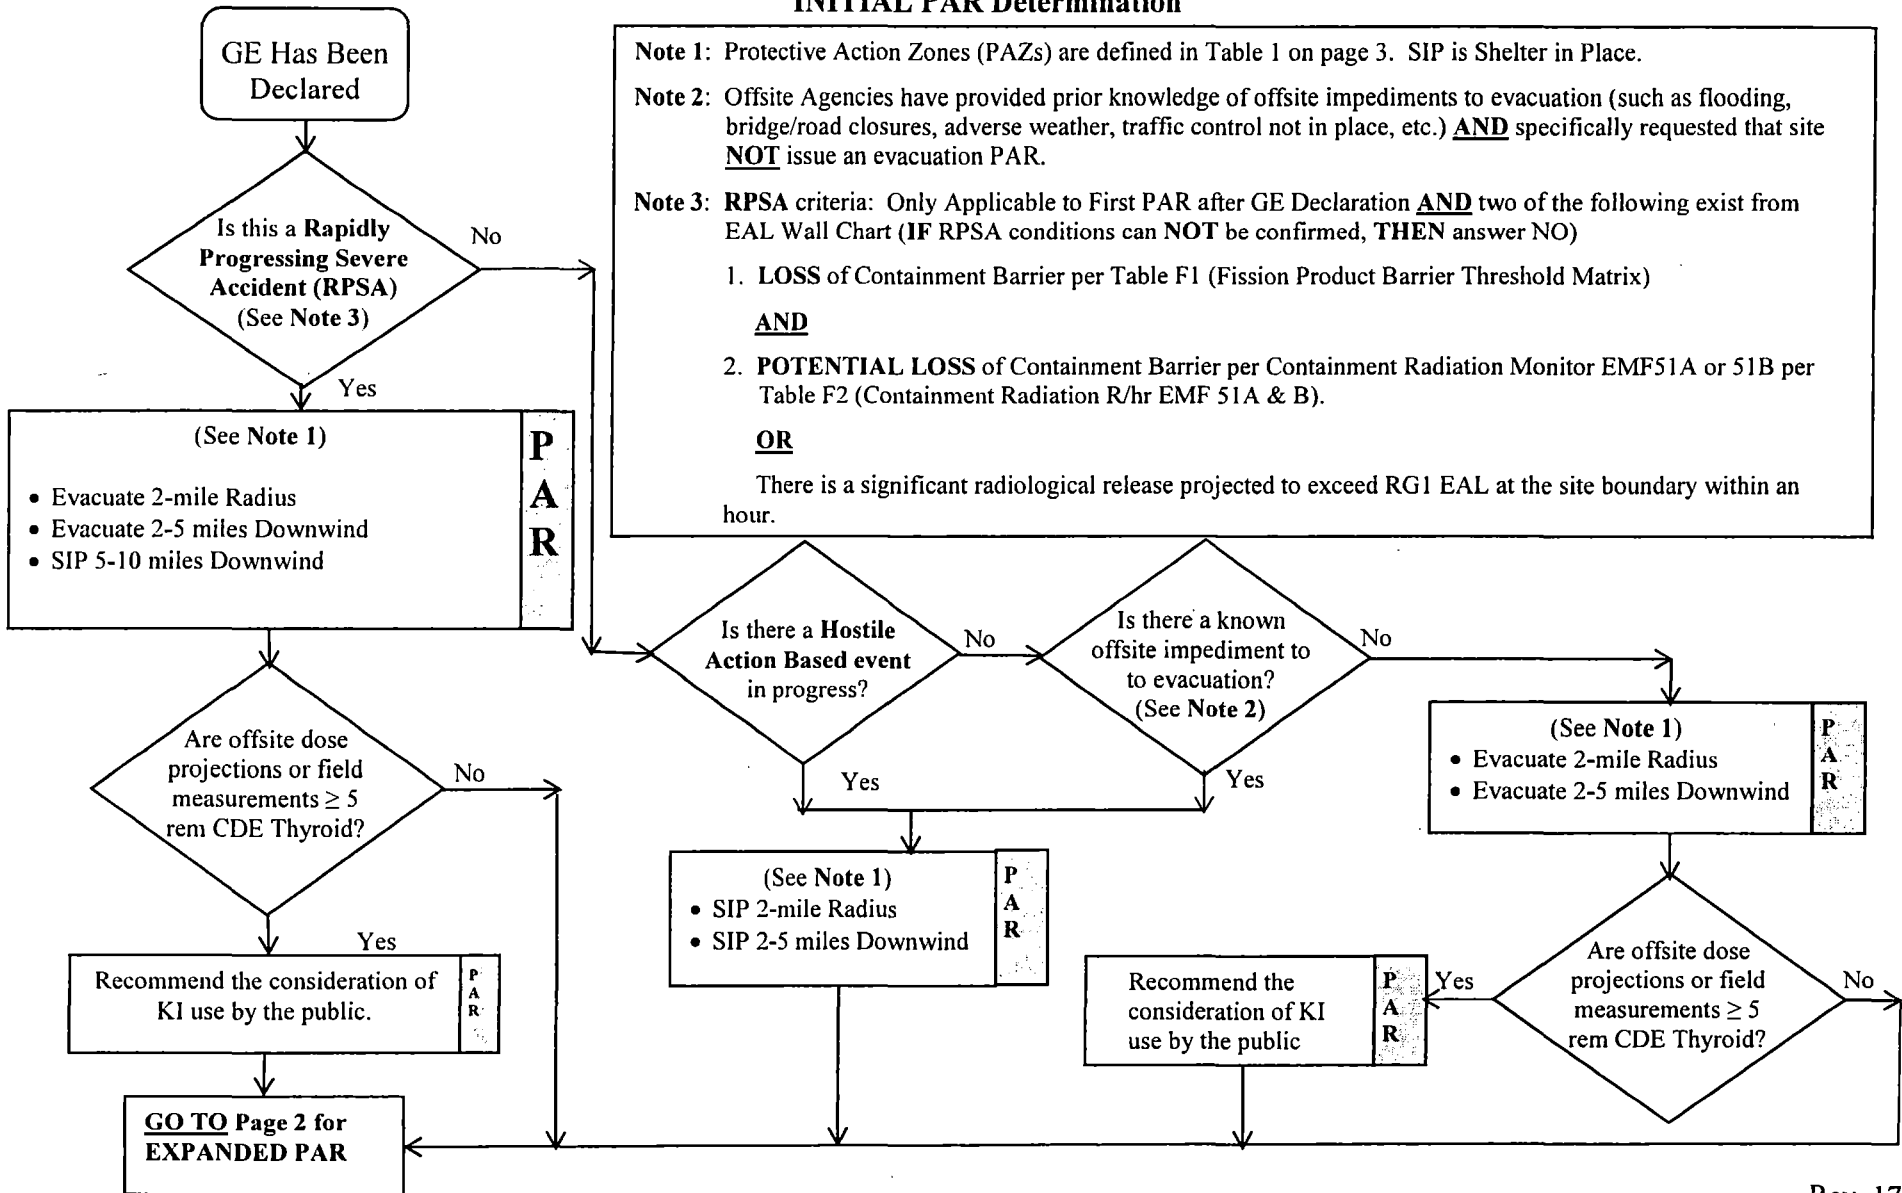 INITIAL PAR Determination
GE Has Been
Declared
Note 1: Protective Action Zones (PAZs) are defined in Table 1 on page 3. SIP is Shelter in Place.
Note 2: Offsite Agencies have provided prior knowledge of offsite impediments to evacuation (such as flooding,
bridge/road closures, adverse weather, traffic control not in place, etc.) AND specifically requested that site
NOT issue an evacuation PAR.
Note 3: RPSA criteria: Only Applicable to First PAR after GE Declaration AND two of the following exist from
EAL Wall Chart (IF RPSA conditions can NOT be confirmed, THEN answer NO)
1. LOSS of Containment Barrier per Table F1 (Fission Product Barrier Threshold Matrix)
AND
2. POTENTIAL LOSS of Containment Barrier per Containment Radiation Monitor EMF51A or 51B per
Table F2 (Containment Radiation R/hr EMF 51A & B).
OR
There is a significant radiological release projected to exceed RG1 EAL at the site boundary within an
hour.
Is this a Rapidly
Progressing Severe
Accident (RPSA)
(See Note 3)
No
Yes
(See Note 1)
• Evacuate 2-mile Radius
• Evacuate 2-5 miles Downwind
• SIP 5-10 miles Downwind
P
A
R
Are offsite dose
projections or field
measurements ≥ 5
rem CDE Thyroid?
No
Yes
Recommend the consideration of
KI use by the public.
P
A
R
GO TO Page 2 for
EXPANDED PAR
Is there a Hostile
Action Based event
in progress?
No
Yes
Is there a known
offsite impediment to
to evacuation?
(See Note 2)
No
Yes
(See Note 1)
• SIP 2-mile Radius
• SIP 2-5 miles Downwind
P
A
R
(See Note 1)
• Evacuate 2-mile Radius
• Evacuate 2-5 miles Downwind
P
A
R
Are offsite dose
projections or field
measurements ≥ 5
rem CDE Thyroid?
Yes
No
Recommend the
consideration of KI
use by the public
P
A
R
Rev. 17